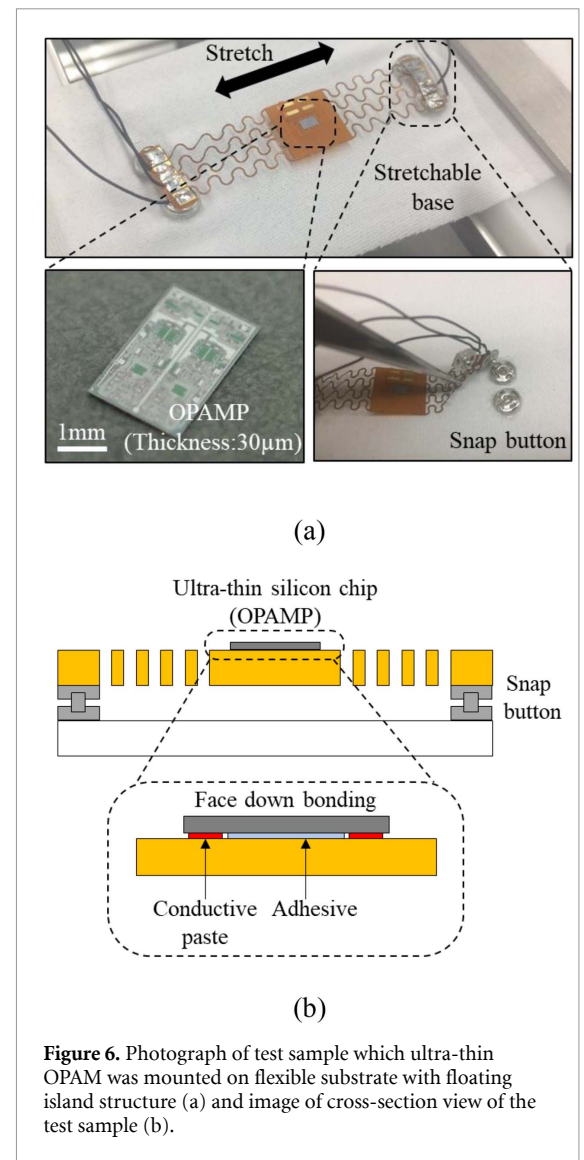 Stretch
Stretchable
base
OPAMP
(Thickness:30µm)
1mm
Snap button
(a)
Ultra-thin silicon chip
(OPAMP)
Snap
button
Face down bonding
Conductive
paste
Adhesive
(b)
Figure 6. Photograph of test sample which ultra-thin
OPAM was mounted on flexible substrate with floating
island structure (a) and image of cross-section view of the
test sample (b).